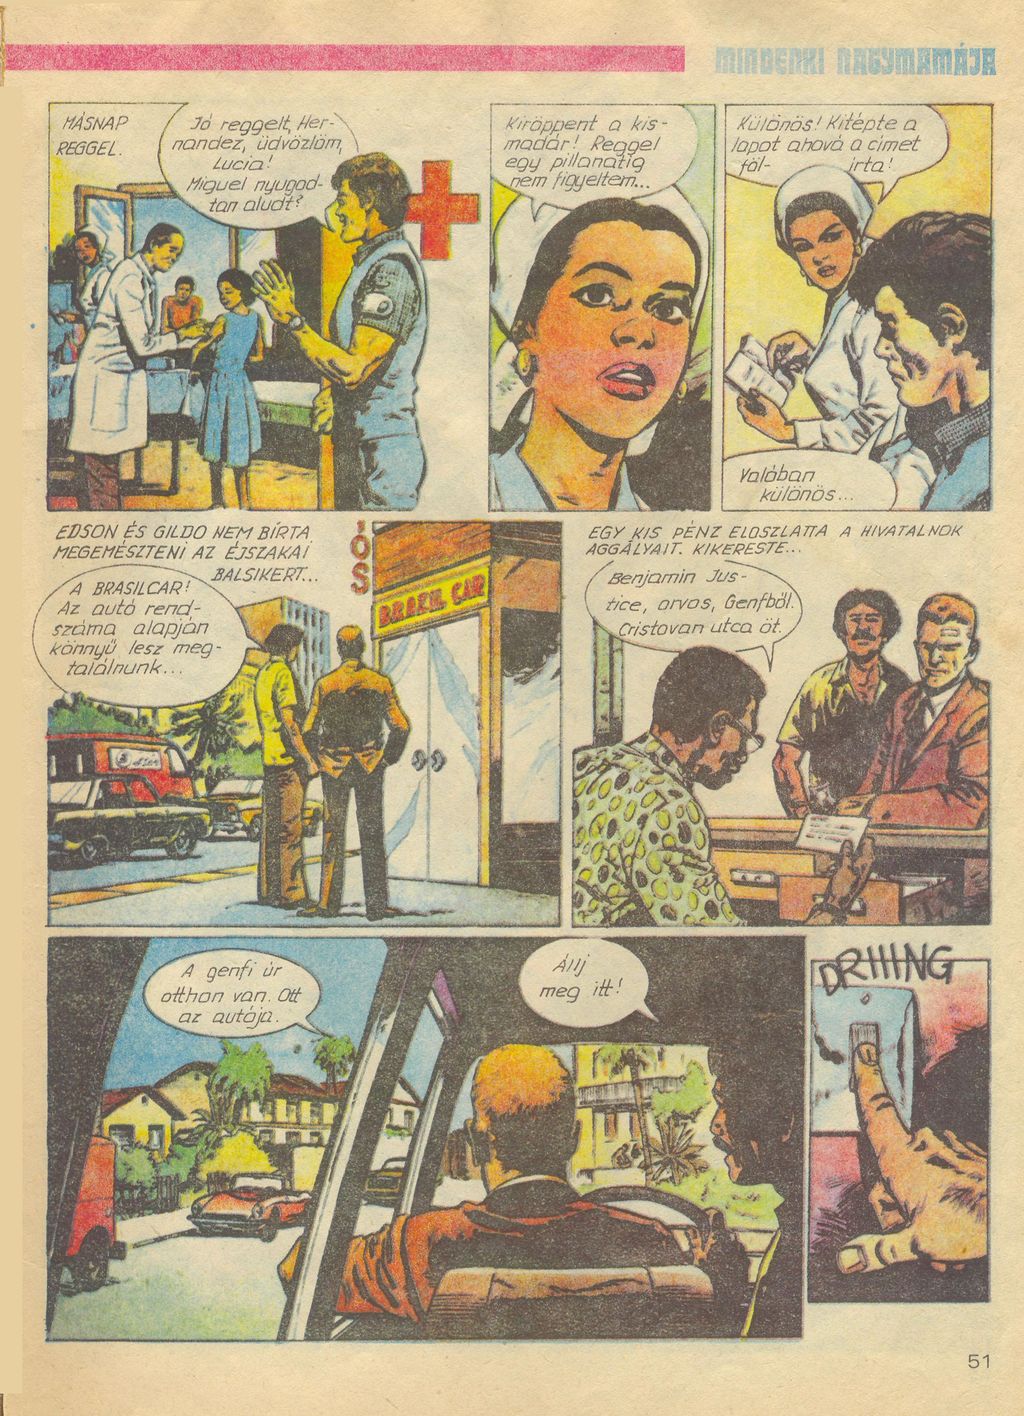 MINDENKI NAGYMAMÁJA
MÁSNAP
REGGEL.
Jó reggelt, Her-
nandez, üdvözlöm,
Lucia!
Miguel nyugod-
tan aludt?
Kiröppent a kis-
madár! Reggel
egy pillanatig
nem figyeltem...
Különös! Kitépte a
lapot ahová a címet
föl-
írta!
Valóban
különös...
EDSON ÉS GILDO NEM BÍRTA
MEGEMÉSZTENI AZ ÉJSZAKAI
BALSIKERT...
A BRASILCAR!
Az autó rend-
száma alapján
könnyű lesz meg-
találnunk...
BRASIL CAR
EGY KIS PÉNZ ELOSZLATTA A HIVATALNOK
AGGÁLYAIT. KIKERESTE...
Benjamin Jus-
tice, orvos, Genfből.
Cristovan utca öt.
A genfi úr
otthon van. Ott
az autója.
Állj
meg itt!
DRIIING
51